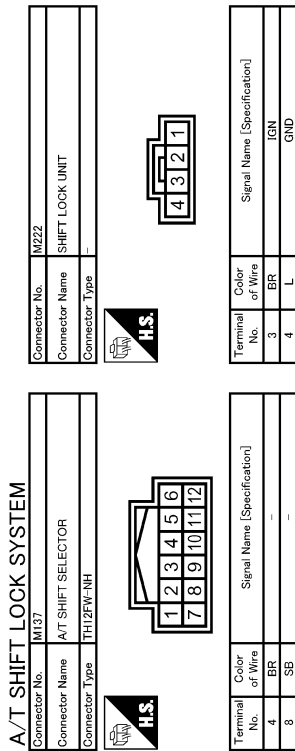 A/T SHIFT LOCK SYSTEM
Connector No. M137
Connector Name A/T SHIFT SELECTOR
Connector Type TH12FW-NH
H.S.
1 2 3 4 5 6
7 8 9 10 11 12
Terminal No. Color of Wire Signal Name [Specification]
4 BR –
8 SB –
Connector No. M222
Connector Name SHIFT LOCK UNIT
Connector Type –
H.S.
4 3 2 1
Terminal No. Color of Wire Signal Name [Specification]
3 BR IGN
4 L GND